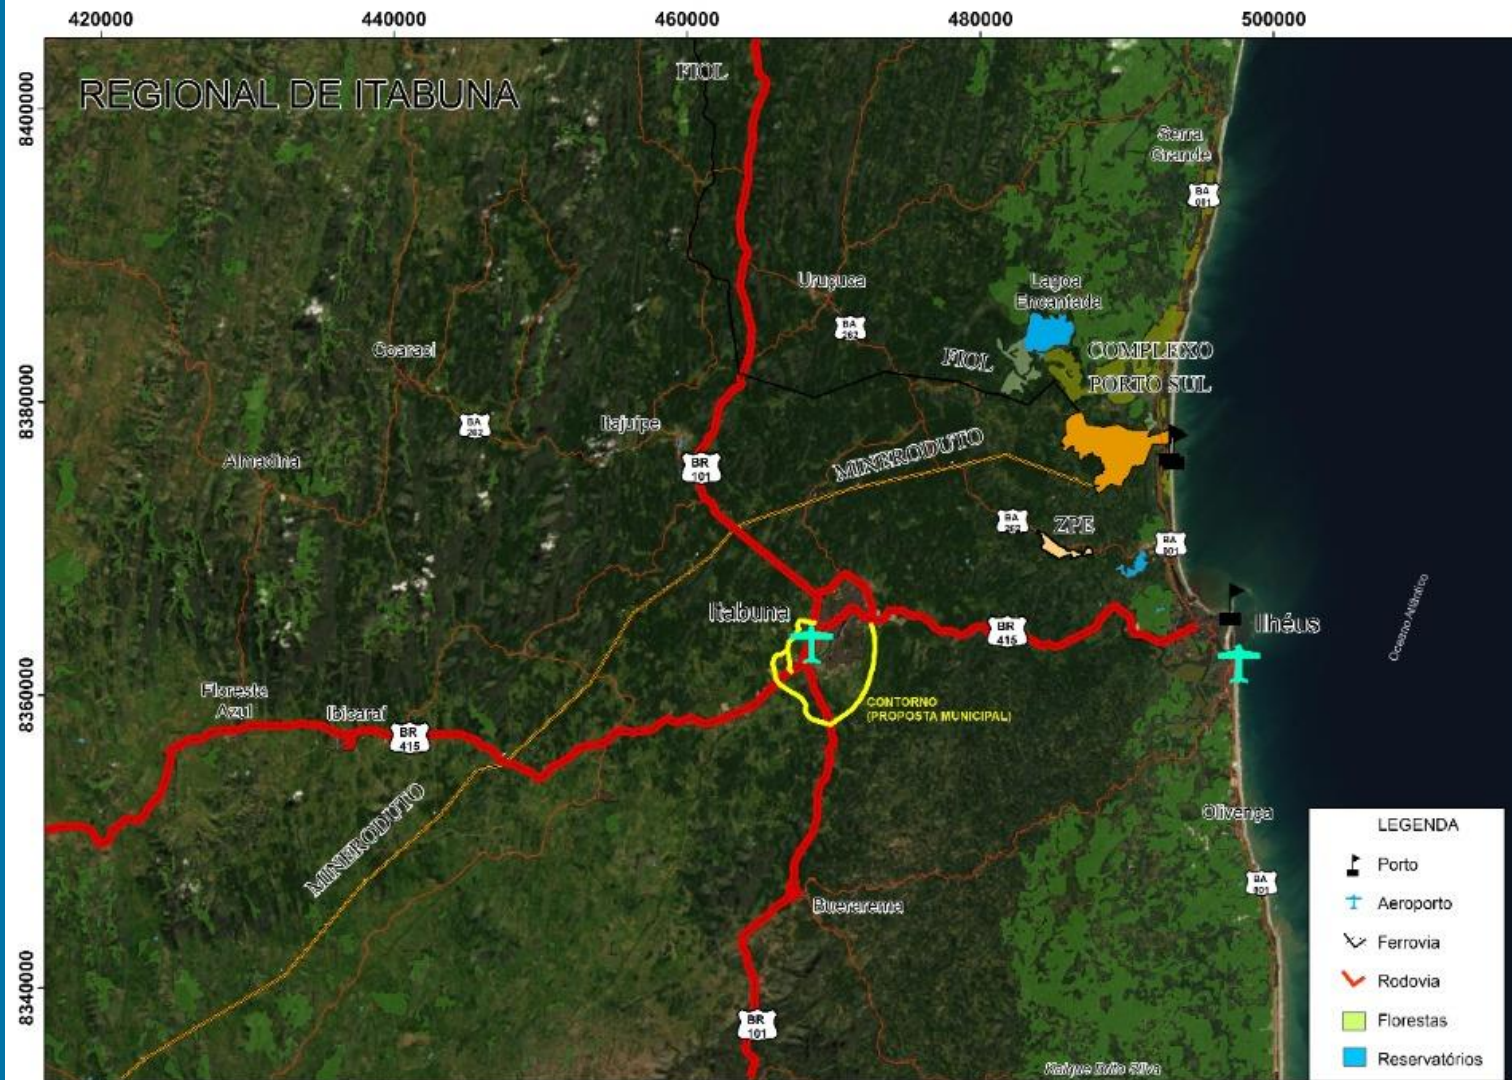 420000
440000
460000
480000
500000
8400000
8380000
8360000
8340000
REGIONAL DE ITABUNA
FIOL
Serra
Grande
BA
001
Uruçuca
Lagoa
Encantada
BA
262
Coaraci
FIOL
COMPLEXO
PORTO SUL
BA
262
Itajuípe
Almadina
BR
101
MINERODUTO
BA
262
ZPE
BA
001
Itabuna
BR
415
Ilhéus
Oceano Atlântico
Floresta
Azul
Ibicaraí
BR
415
CONTORNO
(PROPOSTA MUNICIPAL)
MINERODUTO
Olivença
BA
001
Buerarema
BR
101
Kaique Brito Silva
LEGENDA
Porto
Aeroporto
Ferrovia
Rodovia
Florestas
Reservatórios